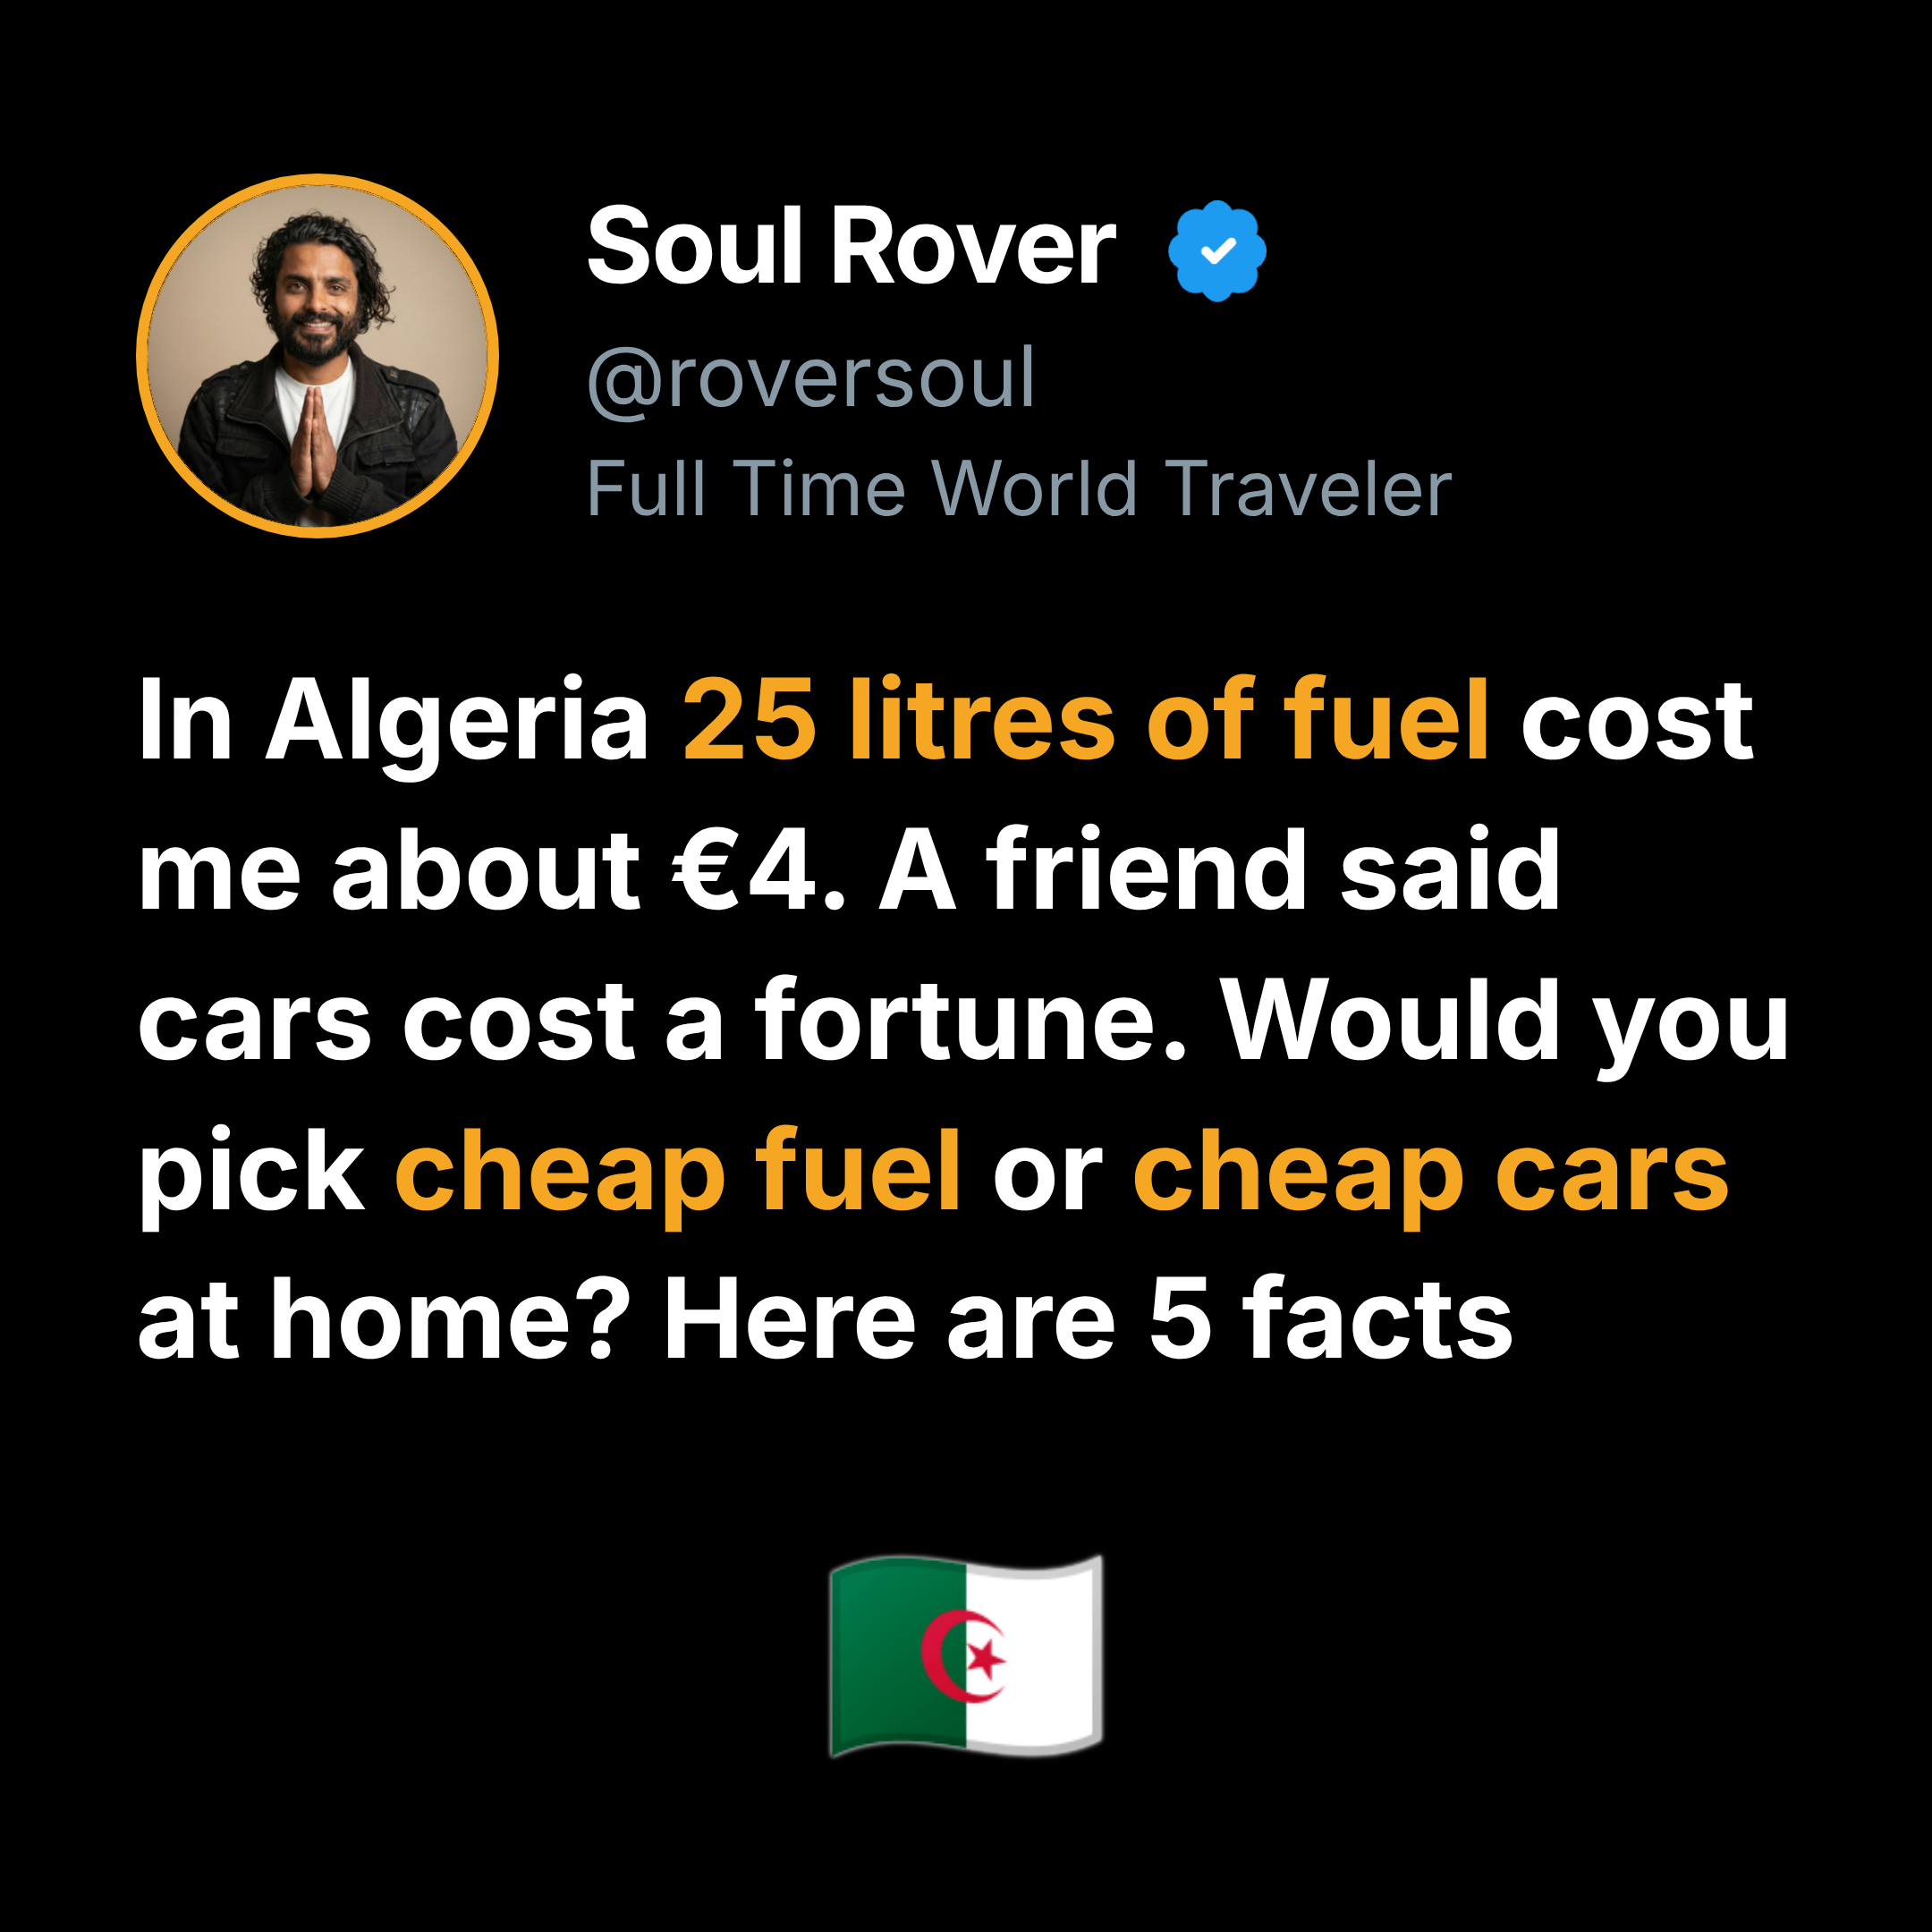 Soul Rover
@roversoul
Full Time World Traveler
In Algeria 25 litres of fuel cost
me about €4. A friend said
cars cost a fortune. Would you
pick cheap fuel or cheap cars
at home? Here are 5 facts